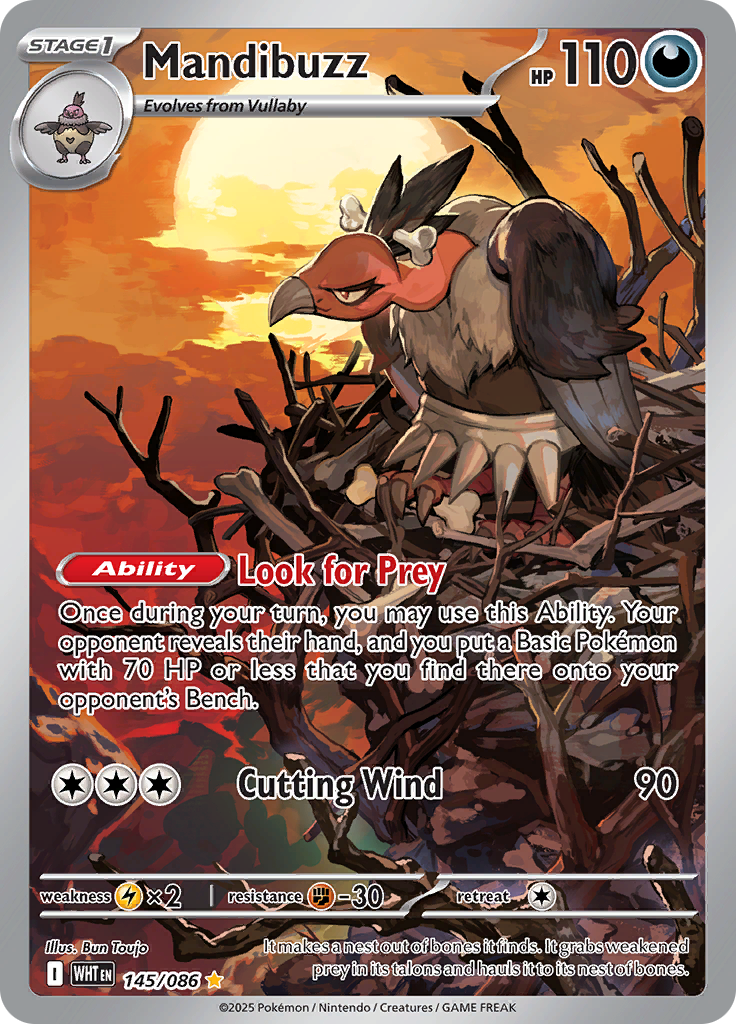 STAGE1
Mandibuzz
HP 110
Evolves from Vullaby
Ability Look for Prey
Once during your turn, you may use this Ability. Your
opponent reveals their hand, and you put a Basic Pokémon
with 70 HP or less that you find there onto your
opponent's Bench.
Cutting Wind 90
weakness ×2 resistance -30 retreat
Illus. Bun Toujo
It makes a nest out of bones it finds. It grabs weakened
prey in its talons and hauls it to its nest of bones.
I WHT EN 145/086
©2025 Pokémon / Nintendo / Creatures / GAME FREAK